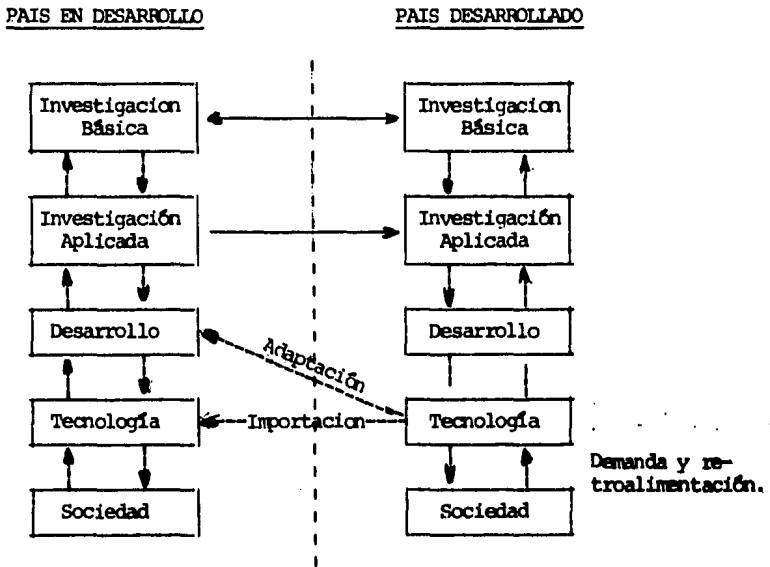 PAIS EN DESARROLLO
PAIS DESARROLLADO
Investigacion
Básica
Investigacion
Básica
Investigación
Aplicada
Investigación
Aplicada
Desarrollo
Desarrollo
Adaptación
Tecnología
Importacion
Tecnología
Demanda y re-
troalimentación.
Sociedad
Sociedad